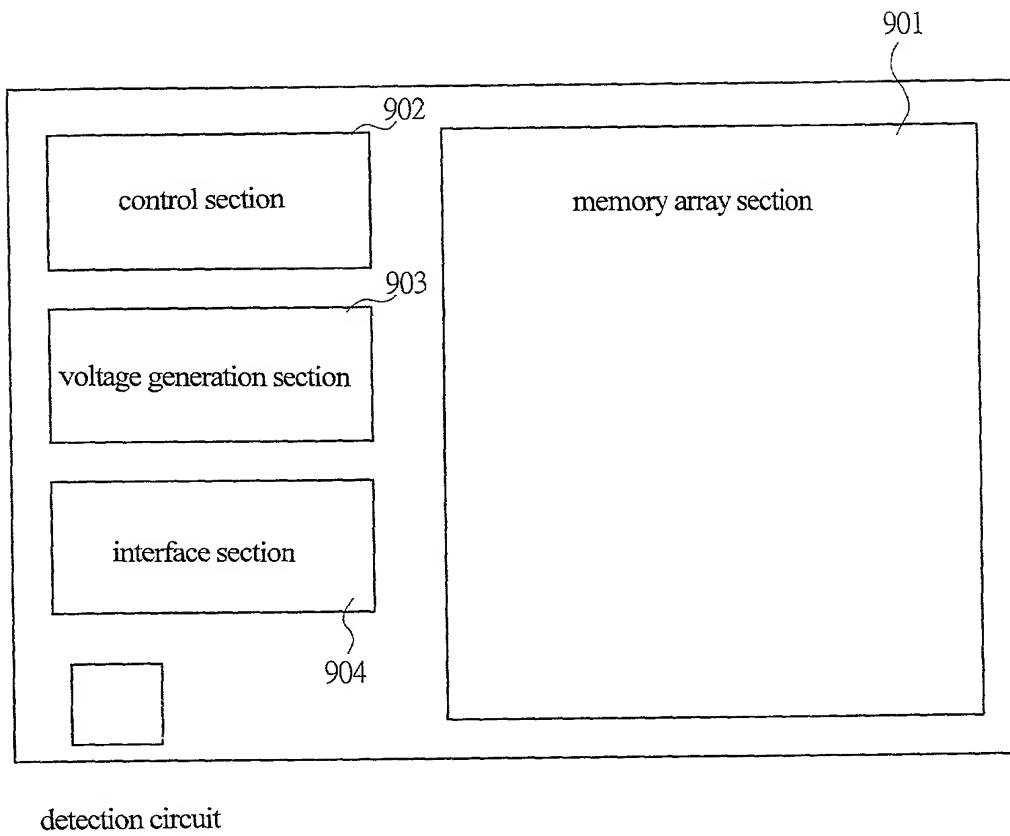 901
902
control section
memory array section
903
voltage generation section
interface section
904
detection circuit